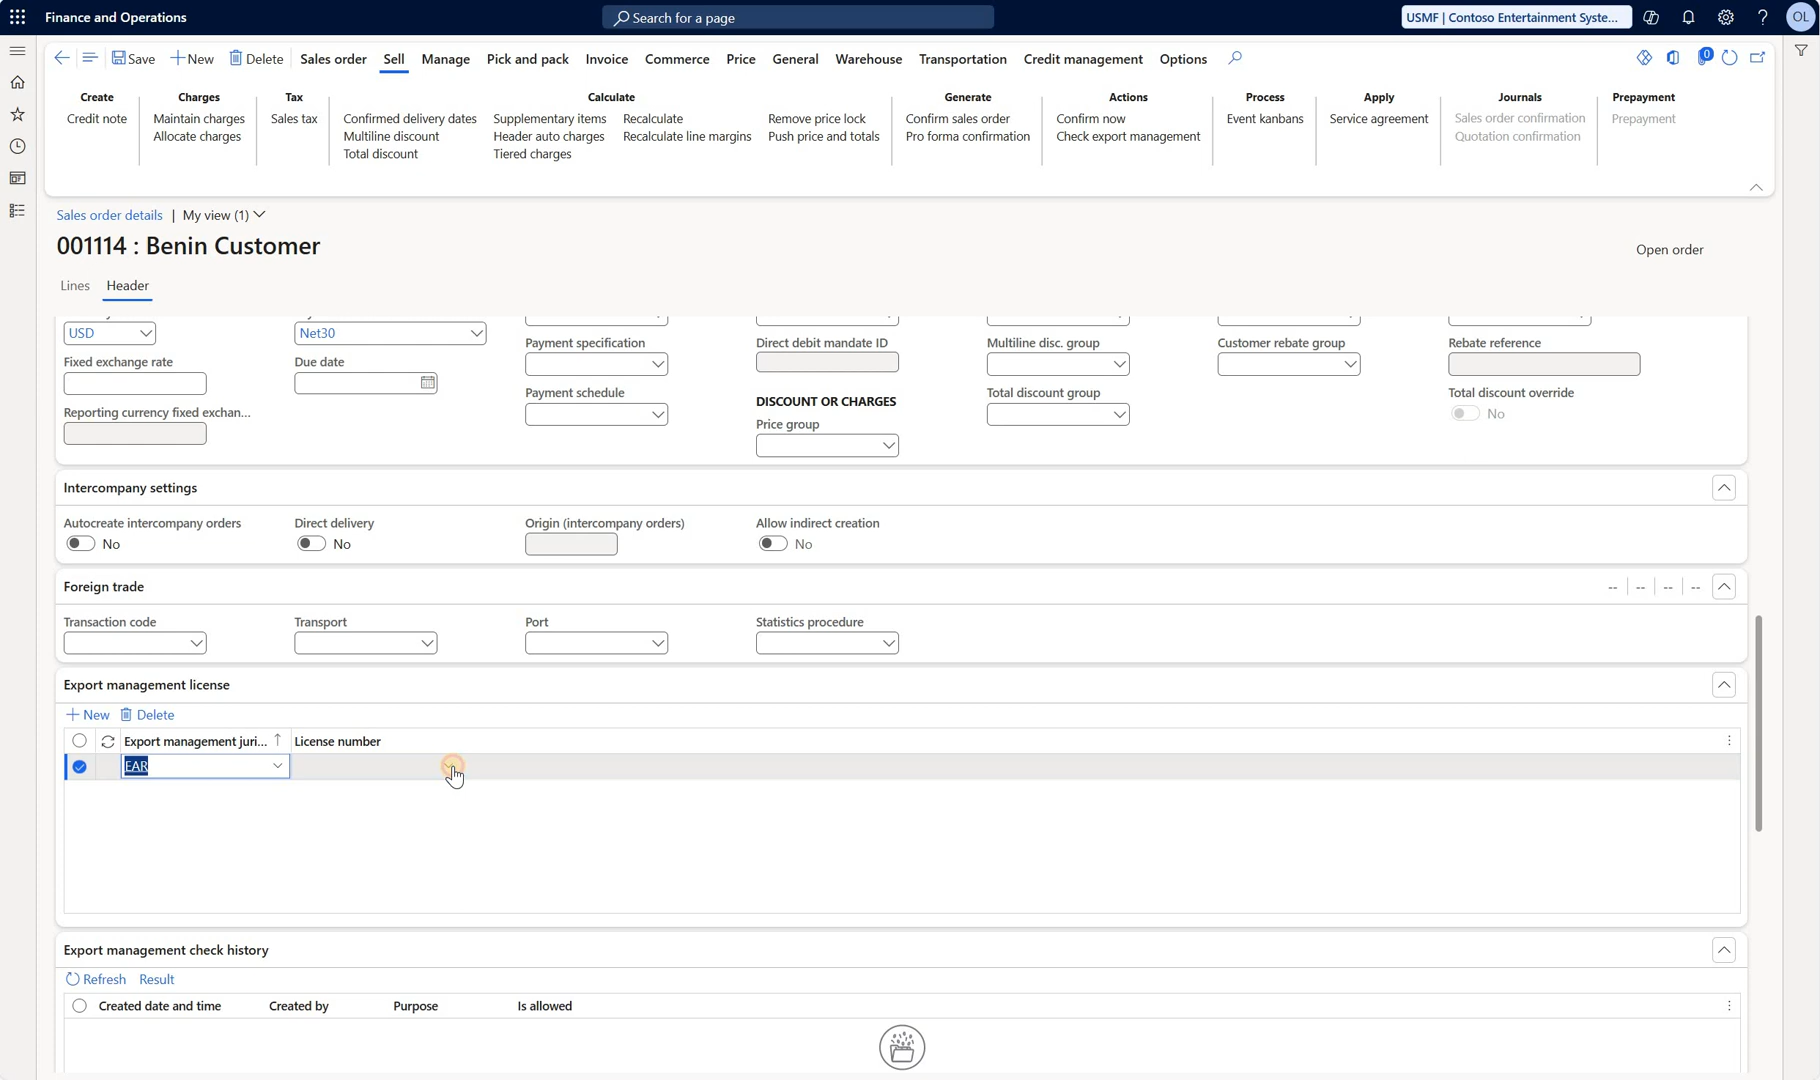 Finance and Operations
Search for a page
USMF | Contoso Entertainment Syste...
OL
Save
New
Delete
Sales order
Sell
Manage
Pick and pack
Invoice
Commerce
Price
General
Warehouse
Transportation
Credit management
Options
0
Create
Credit note
Charges
Maintain charges
Allocate charges
Tax
Sales tax
Calculate
Confirmed delivery dates
Multiline discount
Total discount
Supplementary items
Header auto charges
Tiered charges
Recalculate
Recalculate line margins
Remove price lock
Push price and totals
Generate
Confirm sales order
Pro forma confirmation
Actions
Confirm now
Check export management
Process
Event kanbans
Apply
Service agreement
Journals
Sales order confirmation
Quotation confirmation
Prepayment
Prepayment
Sales order details | My view (1)
001114 : Benin Customer
Open order
Lines
Header
USD
Fixed exchange rate
Reporting currency fixed exchan...
Net30
Due date
Payment specification
Payment schedule
Direct debit mandate ID
DISCOUNT OR CHARGES
Price group
Multiline disc. group
Total discount group
Customer rebate group
Rebate reference
Total discount override
No
Intercompany settings
Autocreate intercompany orders
No
Direct delivery
No
Origin (intercompany orders)
Allow indirect creation
No
Foreign trade
-- | -- | -- | --
Transaction code
Transport
Port
Statistics procedure
Export management license
New
Delete
Export management juri...
License number
EAR
Export management check history
Refresh
Result
Created date and time
Created by
Purpose
Is allowed